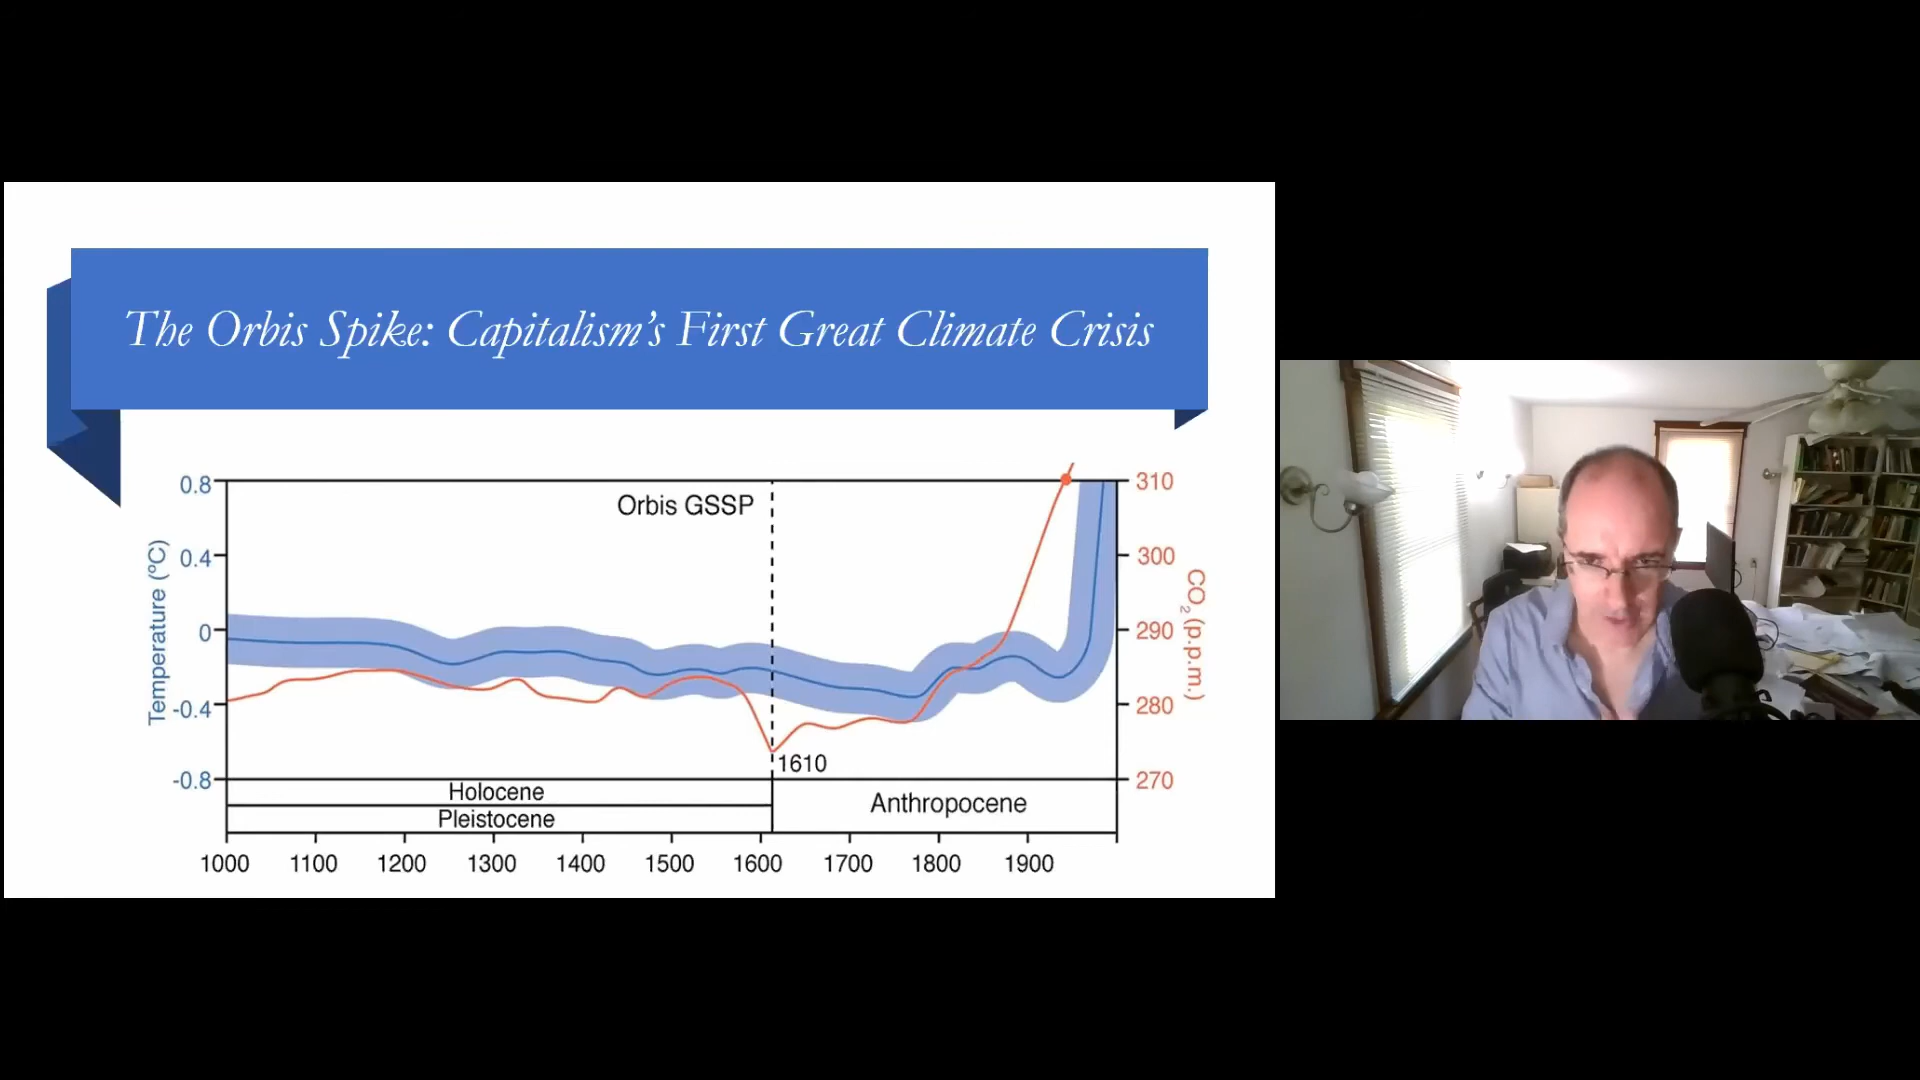 The Orbis Spike: Capitalism's First Great Climate Crisis
0.8
0.4
0
-0.4
-0.8
Temperature (ºC)
Orbis GSSP
1610
310
300
290
280
270
CO2 (p.p.m.)
Holocene
Pleistocene
Anthropocene
1000 1100 1200 1300 1400 1500 1600 1700 1800 1900